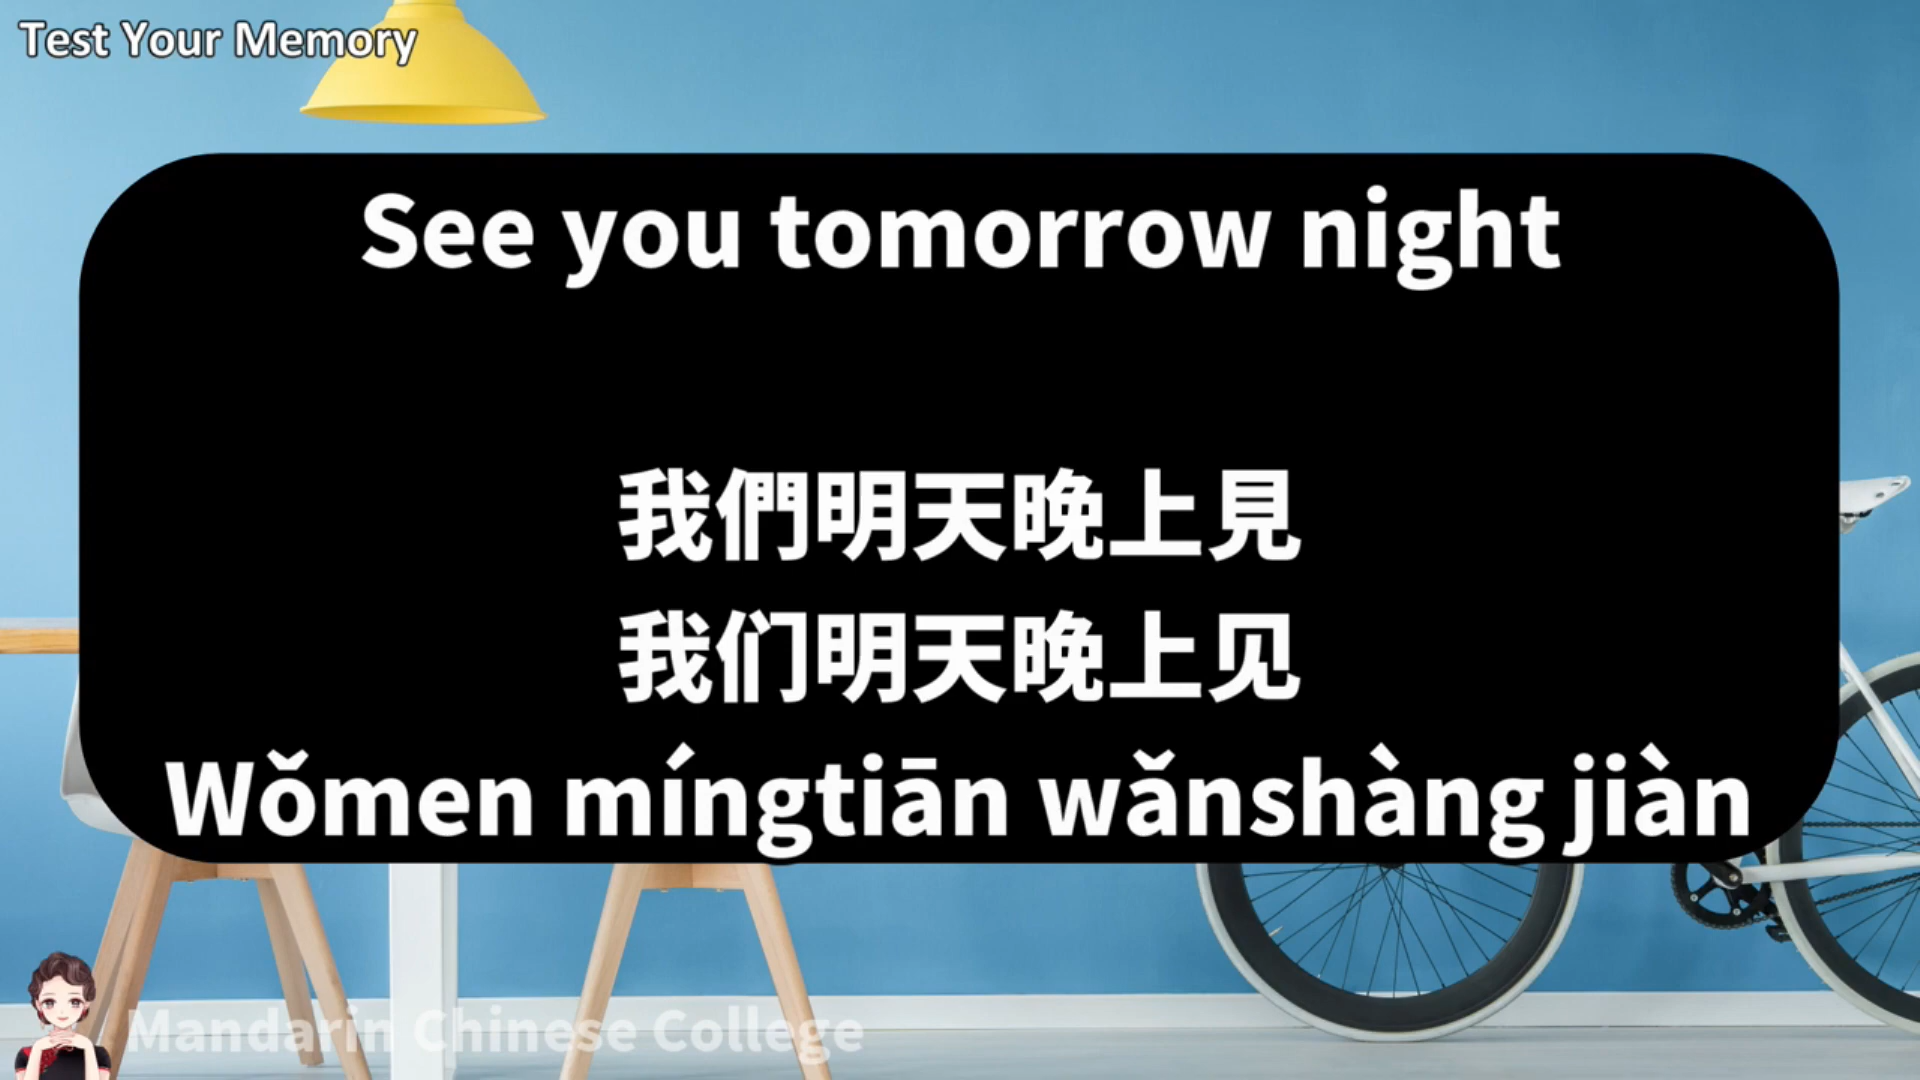 Test Your Memory
See you tomorrow night
我們明天晚上見
我们明天晚上见
Wǒmen míngtiān wǎnshàng jiàn
Mandarin Chinese College